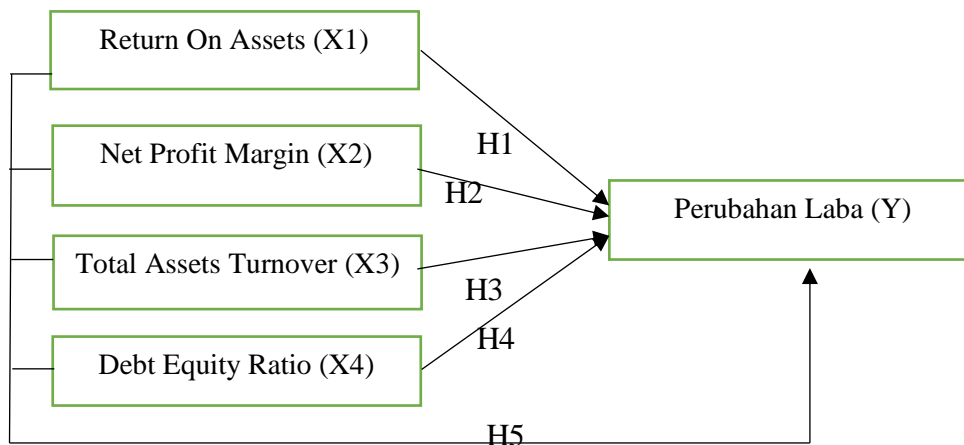 Return On Assets (X1)
H1
Net Profit Margin (X2)
H2
Perubahan Laba (Y)
Total Assets Turnover (X3)
H3
H4
Debt Equity Ratio (X4)
H5